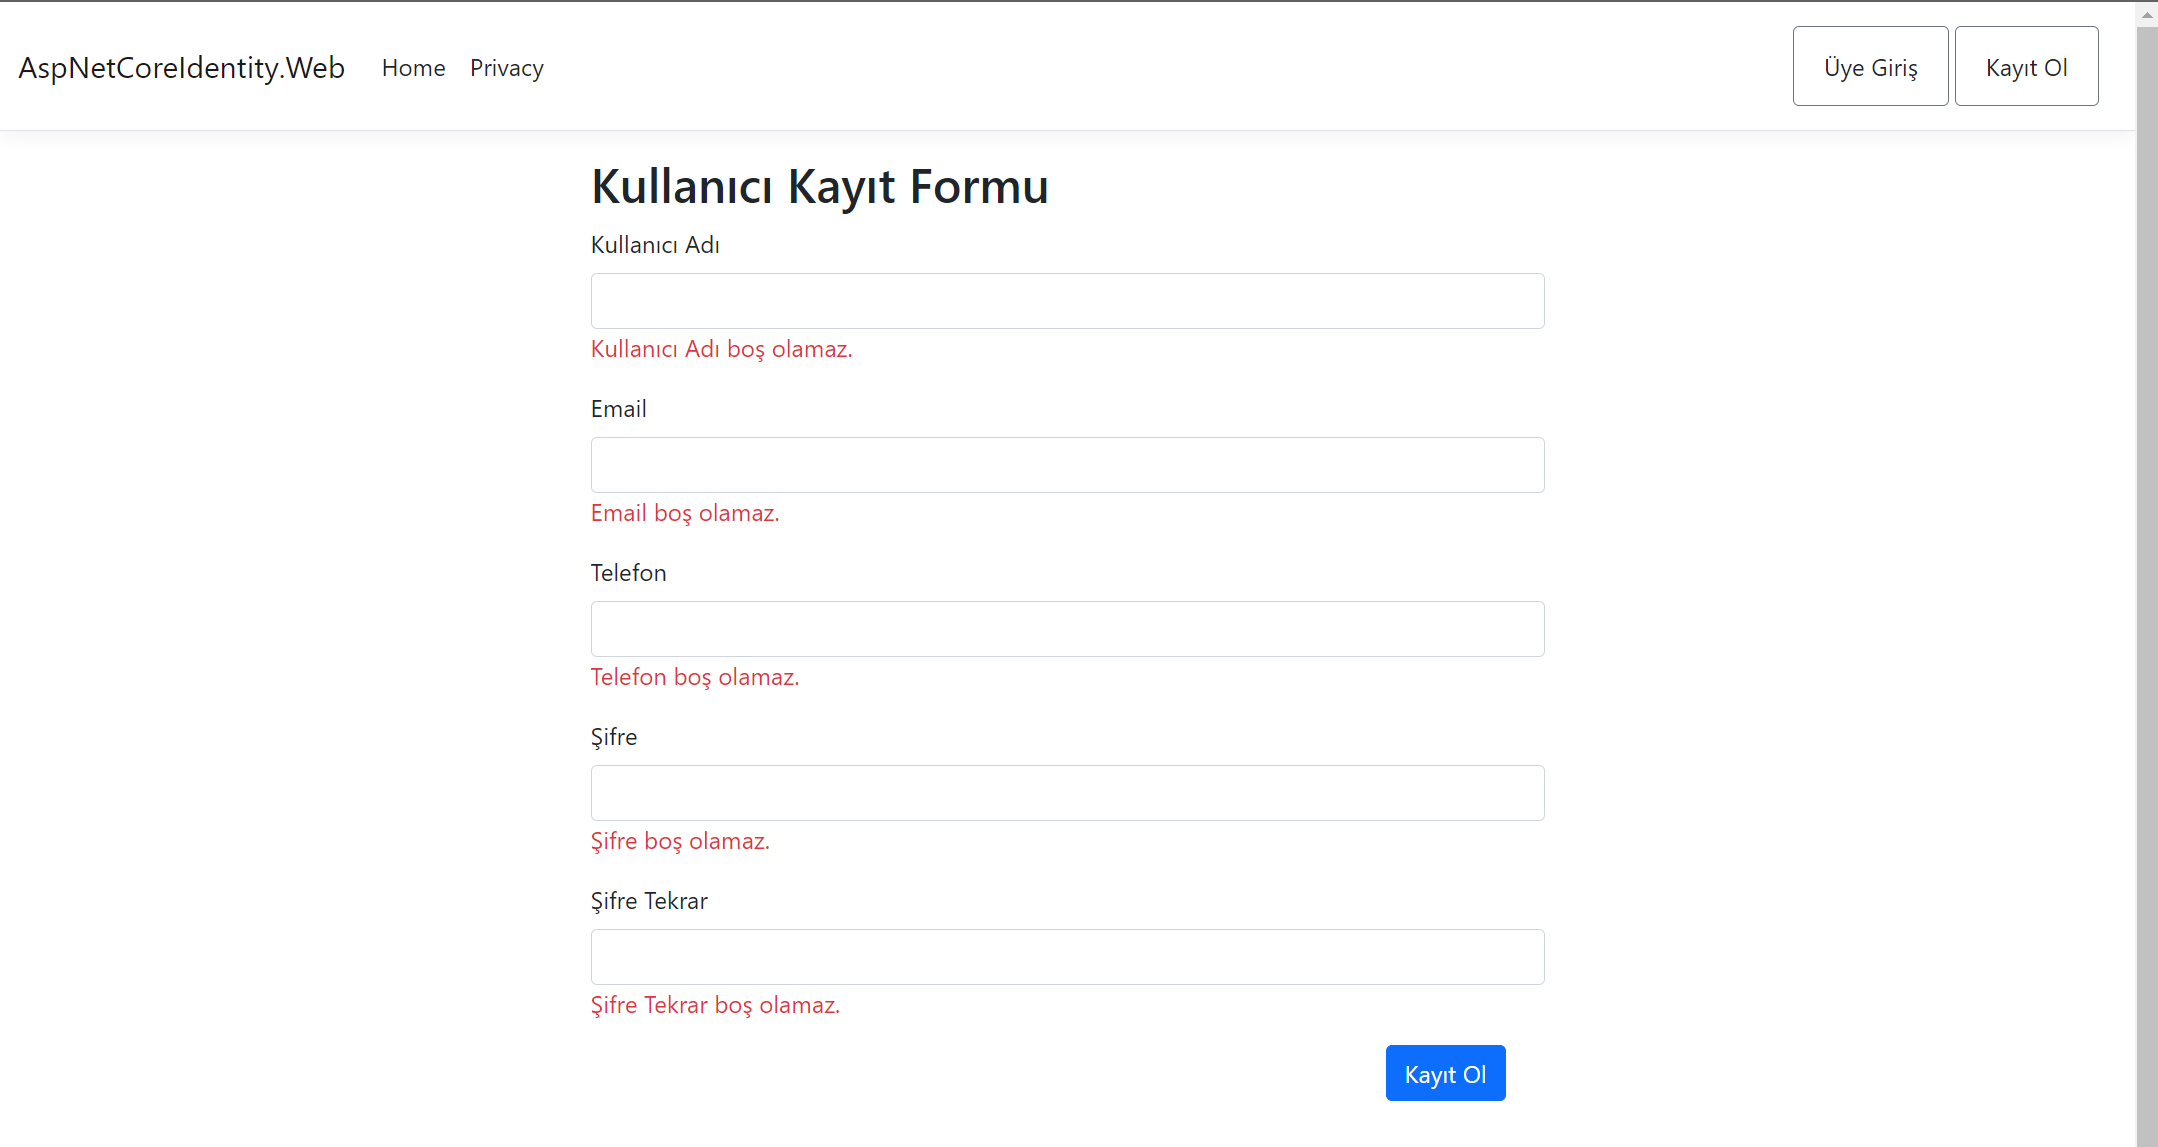 AspNetCoreIdentity.Web Home Privacy Üye Giriş Kayıt Ol
Kullanıcı Kayıt Formu
Kullanıcı Adı
Kullanıcı Adı boş olamaz.
Email
Email boş olamaz.
Telefon
Telefon boş olamaz.
Şifre
Şifre boş olamaz.
Şifre Tekrar
Şifre Tekrar boş olamaz.
Kayıt Ol